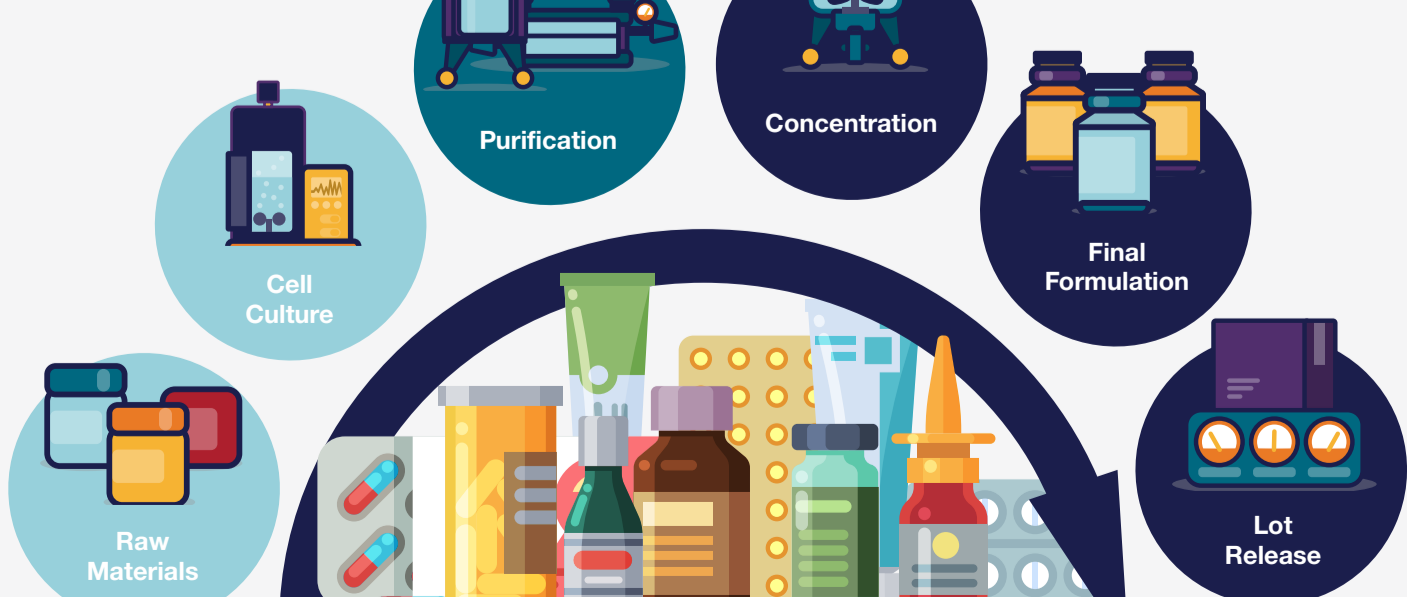 Raw
Materials
Cell
Culture
Purification
Concentration
Final
Formulation
Lot
Release